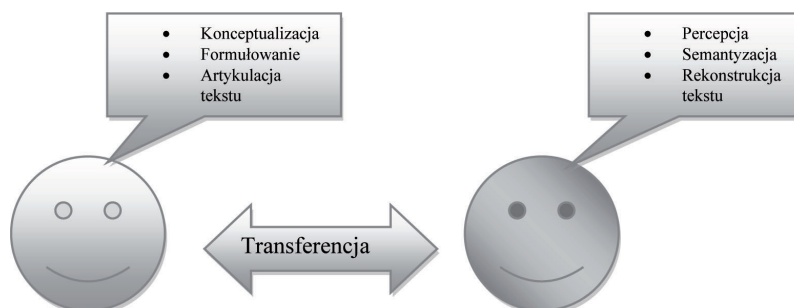 • Konceptualizacja
• Formułowanie
• Artykulacja
tekstu
• Percepcja
• Semantyzacja
• Rekonstrukcja
tekstu
Transferencja